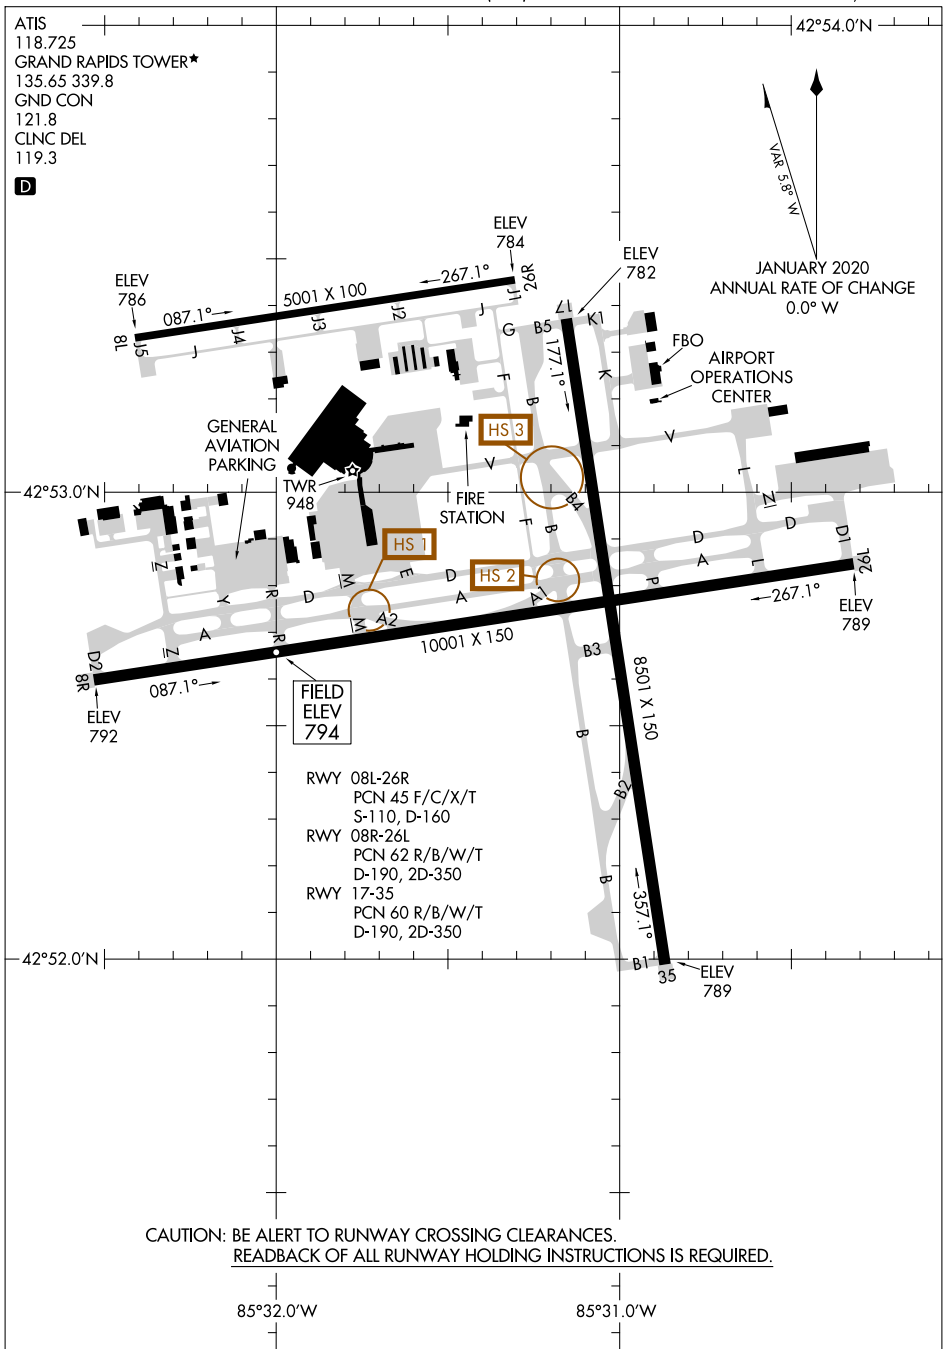 ATIS
118.725
GRAND RAPIDS TOWER★
135.65 339.8
GND CON
121.8
CLNC DEL
119.3
D
42°54.0'N
VAR 5.8° W
JANUARY 2020
ANNUAL RATE OF CHANGE
0.0° W
ELEV
786
ELEV
784
ELEV
782
8L
087.1°
5001 X 100
267.1°
26R
J5
J
J4
J3
J2
J
J1
G
B5
17
K1
177.1°
F
B
K
FBO
AIRPORT
OPERATIONS
CENTER
GENERAL
AVIATION
PARKING
HS 3
V
V
L
TWR
948
FIRE
STATION
42°53.0'N
B4
N
F
B
D
D
D1
HS 1
HS 2
Z
M
E
D
A
P
L
26L
Y
R
D
A
A1
A2
M
A
R
Z
D2
8R
087.1°
10001 X 150
267.1°
ELEV
789
ELEV
792
FIELD
ELEV
794
B3
8501 X 150
B
B2
B
RWY 08L-26R
PCN 45 F/C/X/T
S-110, D-160
RWY 08R-26L
PCN 62 R/B/W/T
D-190, 2D-350
RWY 17-35
PCN 60 R/B/W/T
D-190, 2D-350
357.1°
42°52.0'N
B1
35
ELEV
789
CAUTION: BE ALERT TO RUNWAY CROSSING CLEARANCES.
READBACK OF ALL RUNWAY HOLDING INSTRUCTIONS IS REQUIRED.
85°32.0'W
85°31.0'W